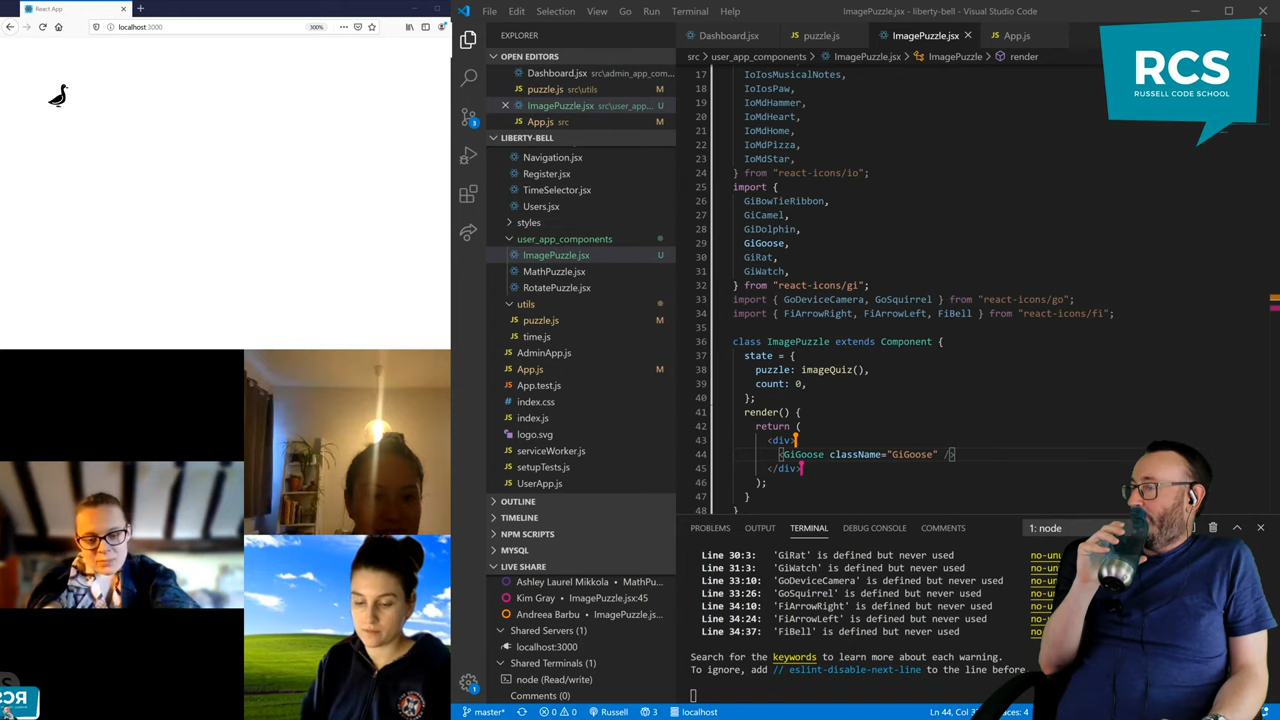 React App
File Edit Selection View Go Run Terminal Help
ImagePuzzle.jsx - liberty-bell - Visual Studio Code
localhost:3000
300%
EXPLORER
OPEN EDITORS
Dashboard.jsx src\admin_app_com...
puzzle.js src\utils M
ImagePuzzle.jsx src\user_app... U
App.js src M
LIBERTY-BELL
Navigation.jsx
Register.jsx
TimeSelector.jsx
Users.jsx
styles
user_app_components
ImagePuzzle.jsx U
MathPuzzle.jsx
RotatePuzzle.jsx
utils
puzzle.js M
time.js
AdminApp.js
App.js M
App.test.js
index.css
index.js
logo.svg
serviceWorker.js
setupTests.js
UserApp.js
OUTLINE
TIMELINE
NPM SCRIPTS
MYSQL
LIVE SHARE
Ashley Laurel Mikkola • MathPu...
Kim Gray • ImagePuzzle.jsx:45
Andreea Barbu • ImagePuzzle.js...
Shared Servers (1)
localhost:3000
Shared Terminals (1)
node (Read/write)
Comments (0)
3
1
Dashboard.jsx puzzle.js ImagePuzzle.jsx App.js
src > user_app_components > ImagePuzzle.jsx > ImagePuzzle > render
17 IoIosMusicalNotes,
18 IoIosPaw,
19 IoMdHammer,
20 IoMdHeart,
21 IoMdHome,
22 IoMdPizza,
23 IoMdStar,
24 } from "react-icons/io";
25 import {
26 GiBowTieRibbon,
27 GiCamel,
28 GiDolphin,
29 GiGoose,
30 GiRat,
31 GiWatch,
32 } from "react-icons/gi";
33 import { GoDeviceCamera, GoSquirrel } from "react-icons/go";
34 import { FiArrowRight, FiArrowLeft, FiBell } from "react-icons/fi";
35
36 class ImagePuzzle extends Component {
37 state = {
38 puzzle: imageQuiz(),
39 count: 0,
40 };
41 render() {
42 return (
43 <div>
44 <GiGoose className="GiGoose" />
45 </div>
46 );
47 }
48
PROBLEMS OUTPUT TERMINAL DEBUG CONSOLE COMMENTS 1: node
Line 30:3: 'GiRat' is defined but never used no-unu
Line 31:3: 'GiWatch' is defined but never used no-un
Line 33:10: 'GoDeviceCamera' is defined but never used no-un
Line 33:26: 'GoSquirrel' is defined but never used no-u
Line 34:10: 'FiArrowRight' is defined but never used no-u
Line 34:24: 'FiArrowLeft' is defined but never used no-
Line 34:37: 'FiBell' is defined but never used no
Search for the keywords to learn more about each warning.
To ignore, add // eslint-disable-next-line to the line before
master* 0 0 Russell 3 localhost
Spaces: 4
RCS
RUSSELL CODE SCHOOL
RCS